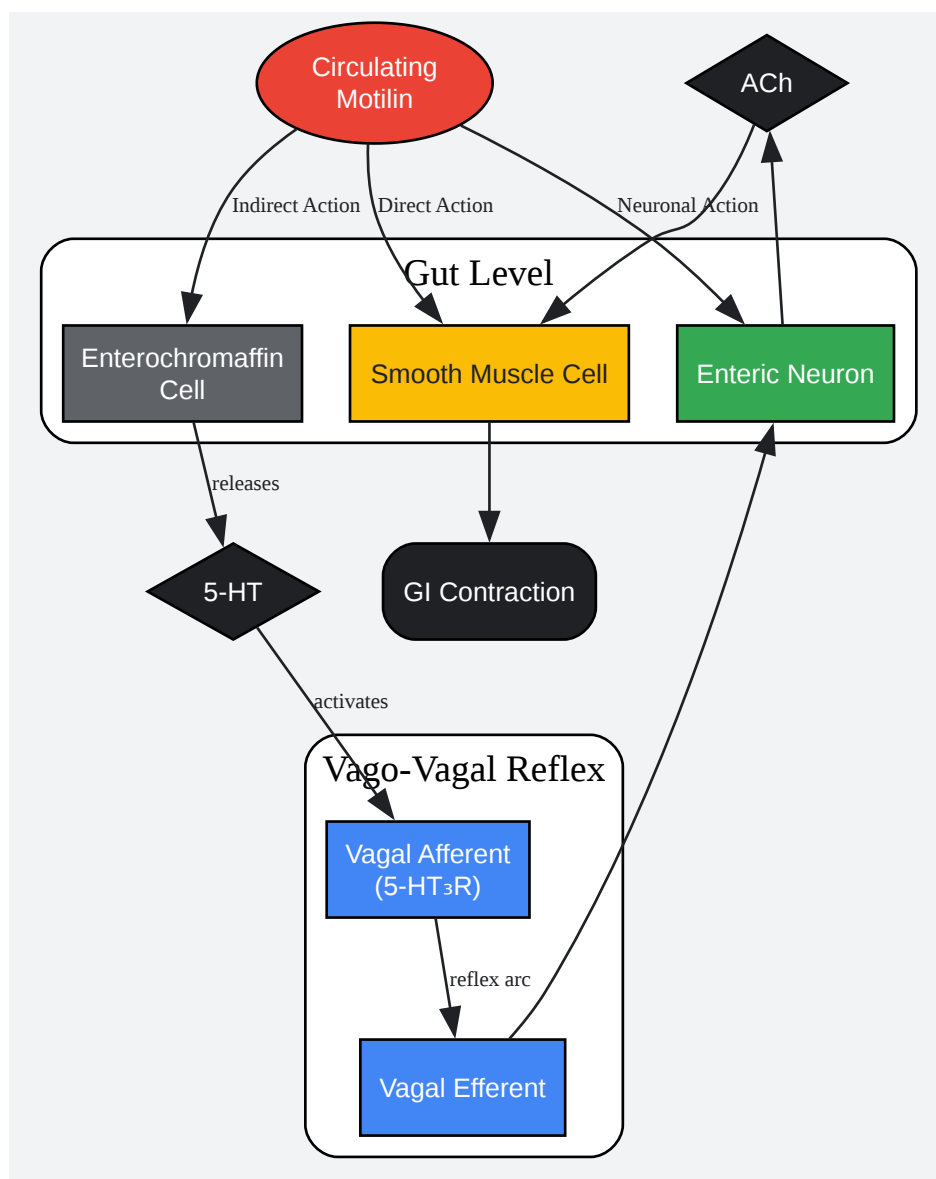 Circulating
Motilin
ACh
Indirect Action
Direct Action
Neuronal Action
Gut Level
Enterochromaffin
Cell
Smooth Muscle Cell
Enteric Neuron
releases
5-HT
GI Contraction
activates
Vago-Vagal Reflex
Vagal Afferent
(5-HT₃R)
reflex arc
Vagal Efferent